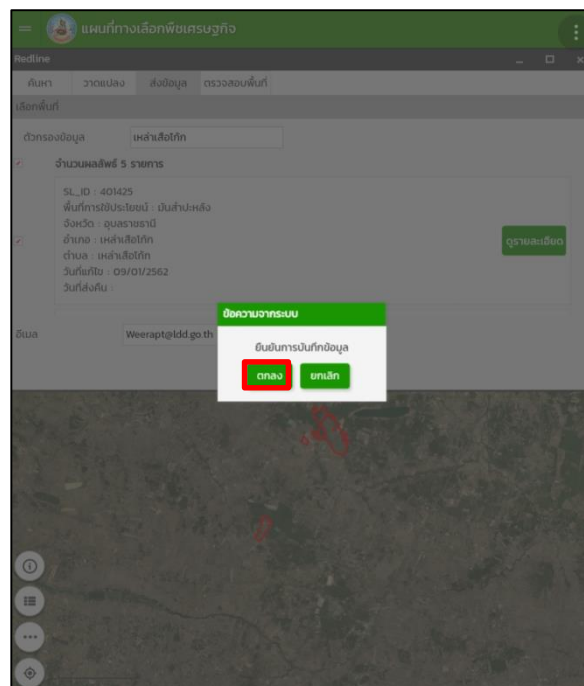 แผนที่ทางเลือกพืชเศรษฐกิจ
Redline
ค้นหา วาดแปลง ส่งข้อมูล ตรวจสอบพื้นที่
เลือกพื้นที่
ตัวกรองข้อมูล เหล่าเสือโก้ก
จำนวนผลลัพธ์ 5 รายการ
SL_ID : 401425
พื้นที่การใช้ประโยชน์ : มันสำปะหลัง
จังหวัด : อุบลราชธานี
อำเภอ : เหล่าเสือโก้ก
ตำบล : เหล่าเสือโก้ก
วันที่แก้ไข : 09/01/2562
วันที่ส่งคืน :
ดูรายละเอียด
อีเมล Weerapt@ldd.go.th
ข้อความจากระบบ
ยืนยันการบันทึกข้อมูล
ตกลง ยกเลิก